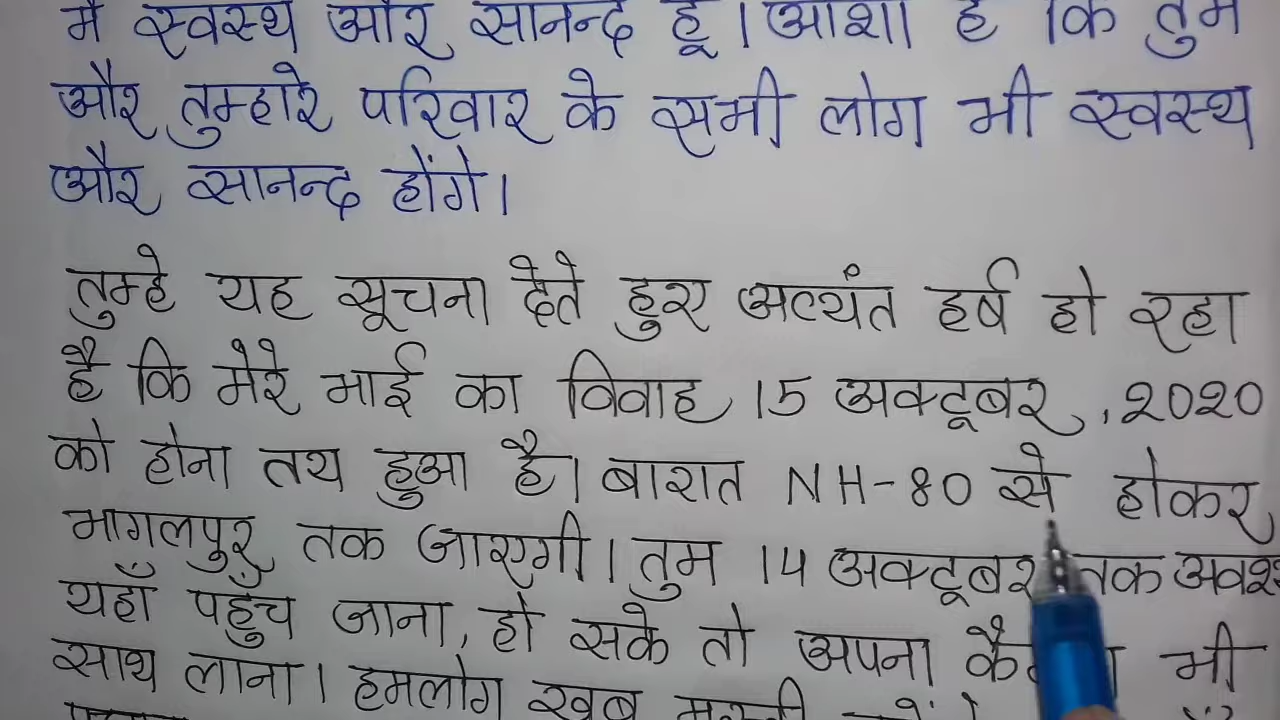 मैं स्वस्थ और सानन्द हूँ। आशा है कि तुम
और तुम्हारे परिवार के सभी लोग भी स्वस्थ
और सानन्द होंगे।
तुम्हे यह सूचना देते हुए अत्यंत हर्ष हो रहा
है कि मेरे भाई का विवाह 15 अक्टूबर, 2020
को होना तय हुआ है। बारात NH-80 से होकर
भागलपुर तक जाएगी। तुम 14 अक्टूबर तक
यहाँ पहुँच जाना, हो सके तो अपना भी
साथ लाना। हमलोग खूब